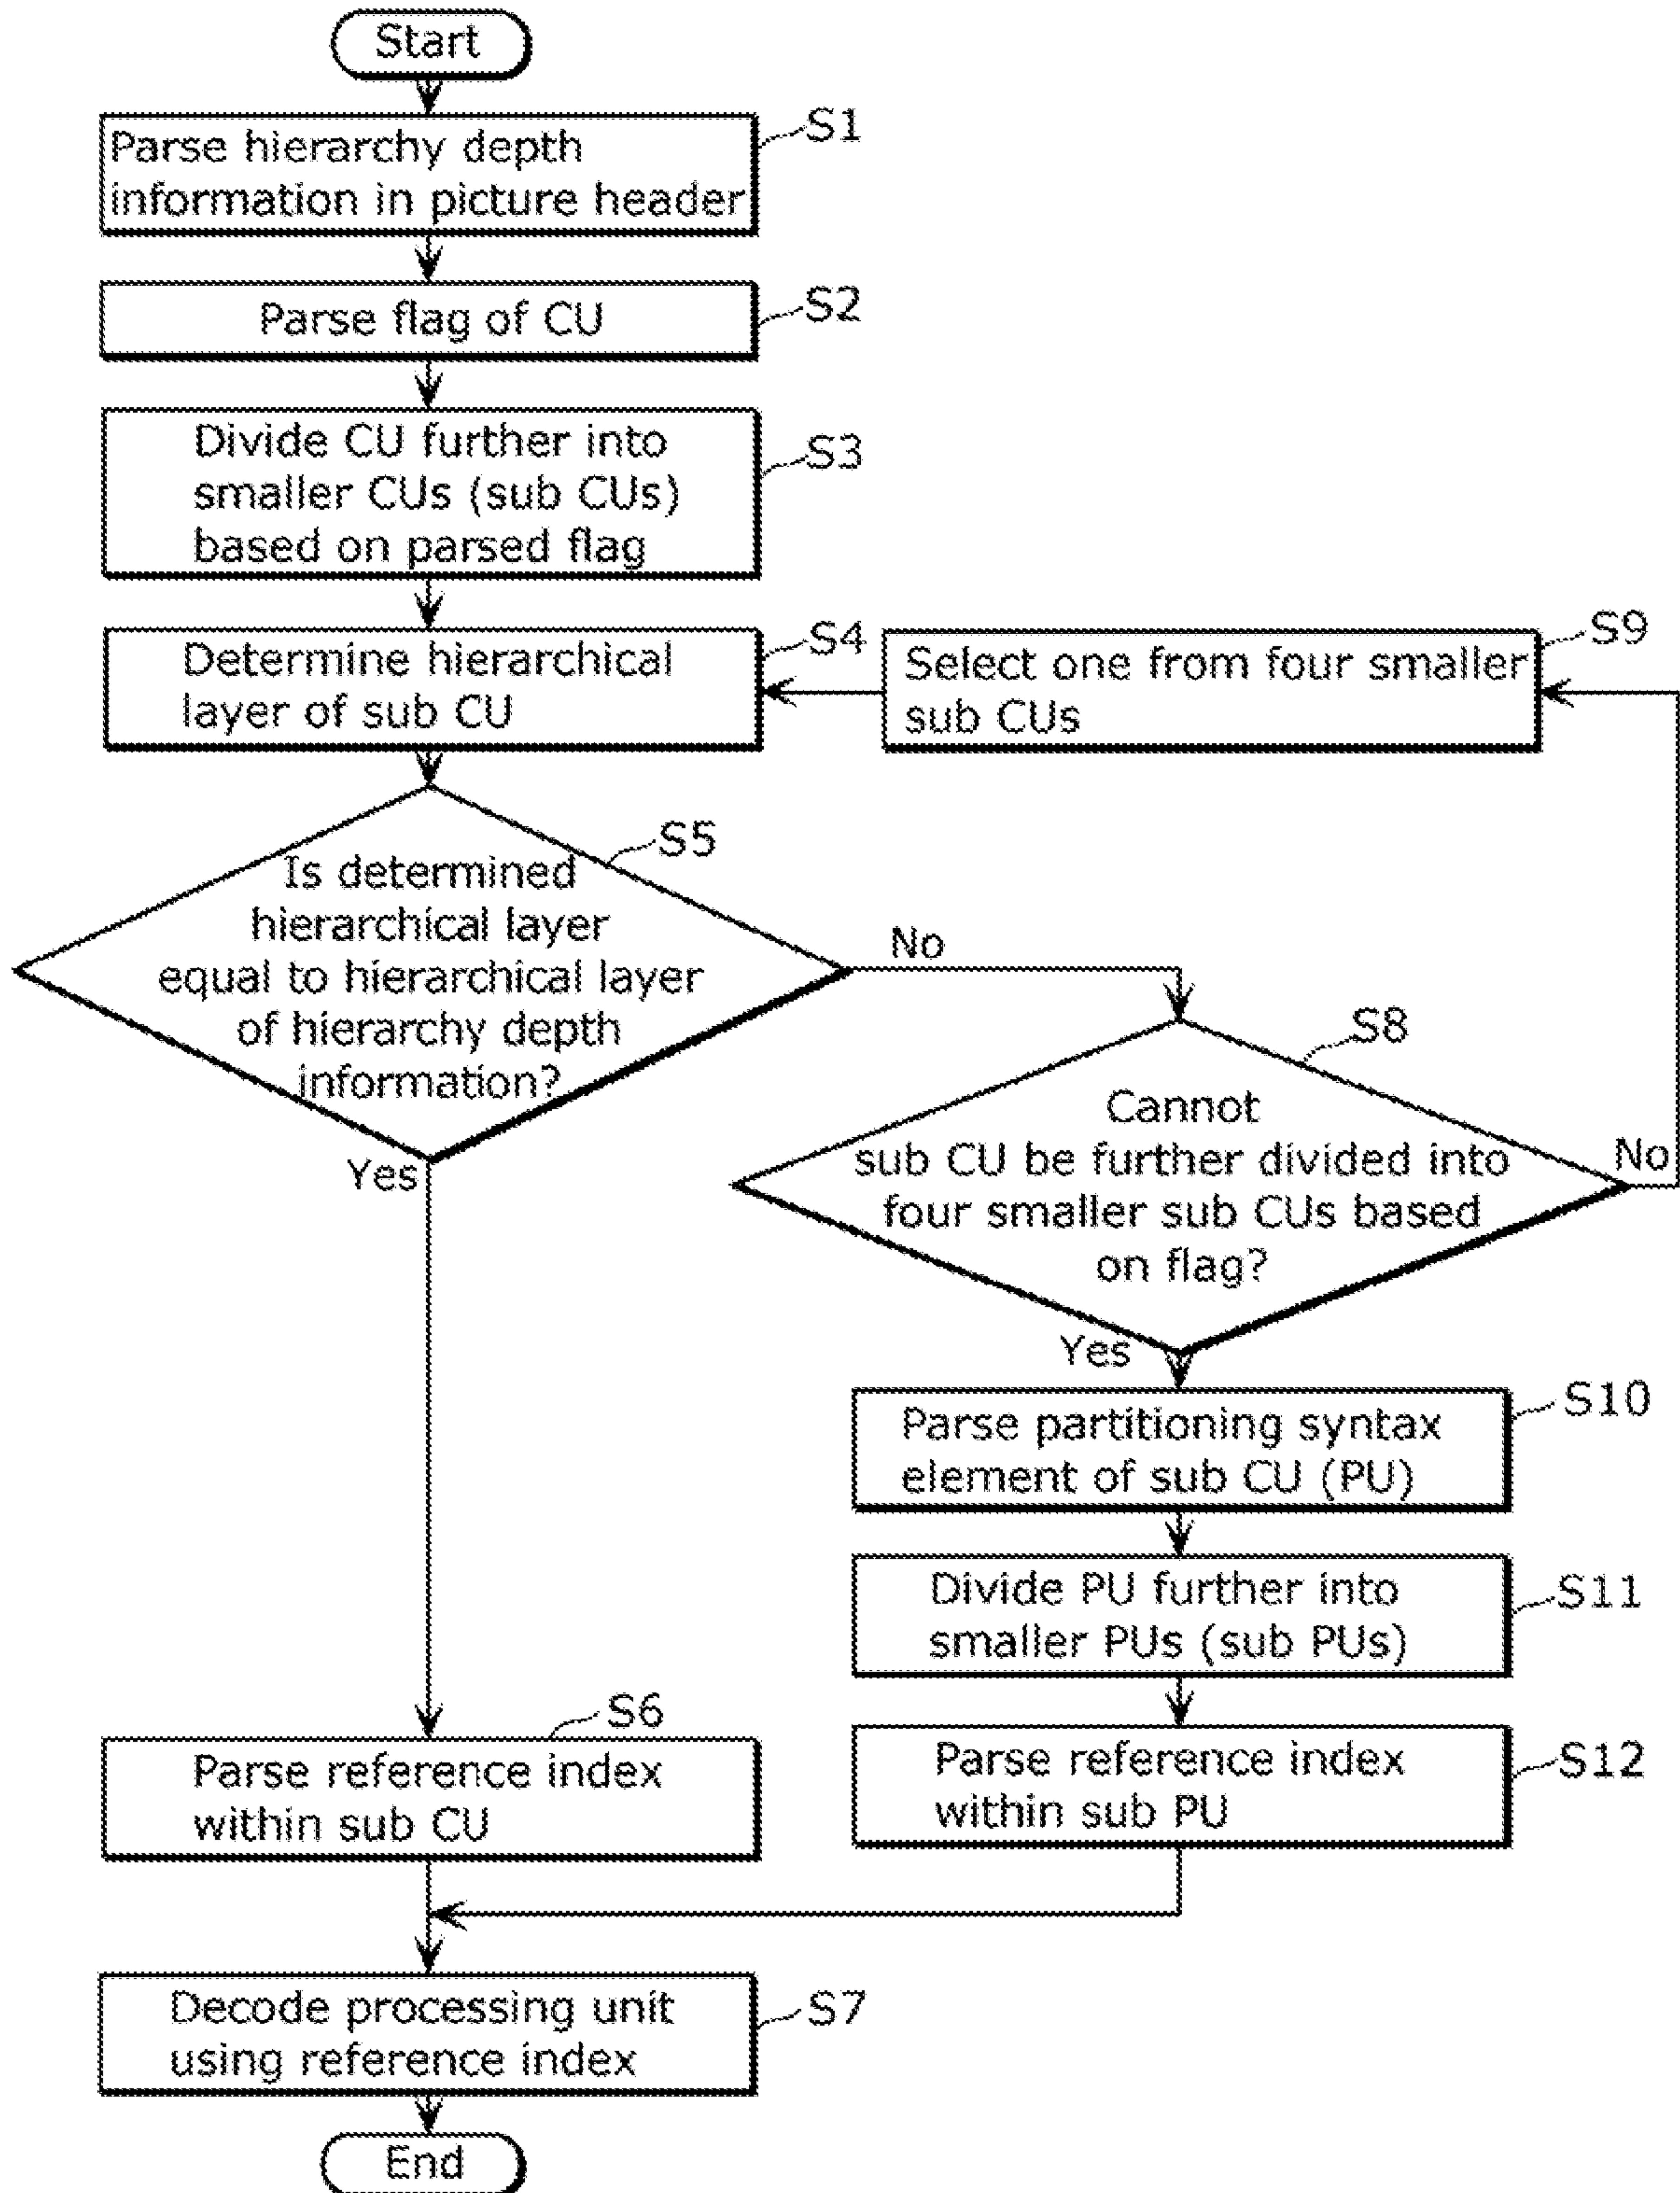 Start
S1
Parse hierarchy depth
information in picture header
S2
Parse flag of CU
S3
Divide CU further into
smaller CUs (sub CUs)
based on parsed flag
S4
Determine hierarchical
layer of sub CU
S9
Select one from four smaller
sub CUs
S5
Is determined
hierarchical layer
equal to hierarchical layer
of hierarchy depth
information?
No
Yes
S8
Cannot
sub CU be further divided into
four smaller sub CUs based
on flag?
No
Yes
S10
Parse partitioning syntax
element of sub CU (PU)
S11
Divide PU further into
smaller PUs (sub PUs)
S6
Parse reference index
within sub CU
S12
Parse reference index
within sub PU
S7
Decode processing unit
using reference index
End